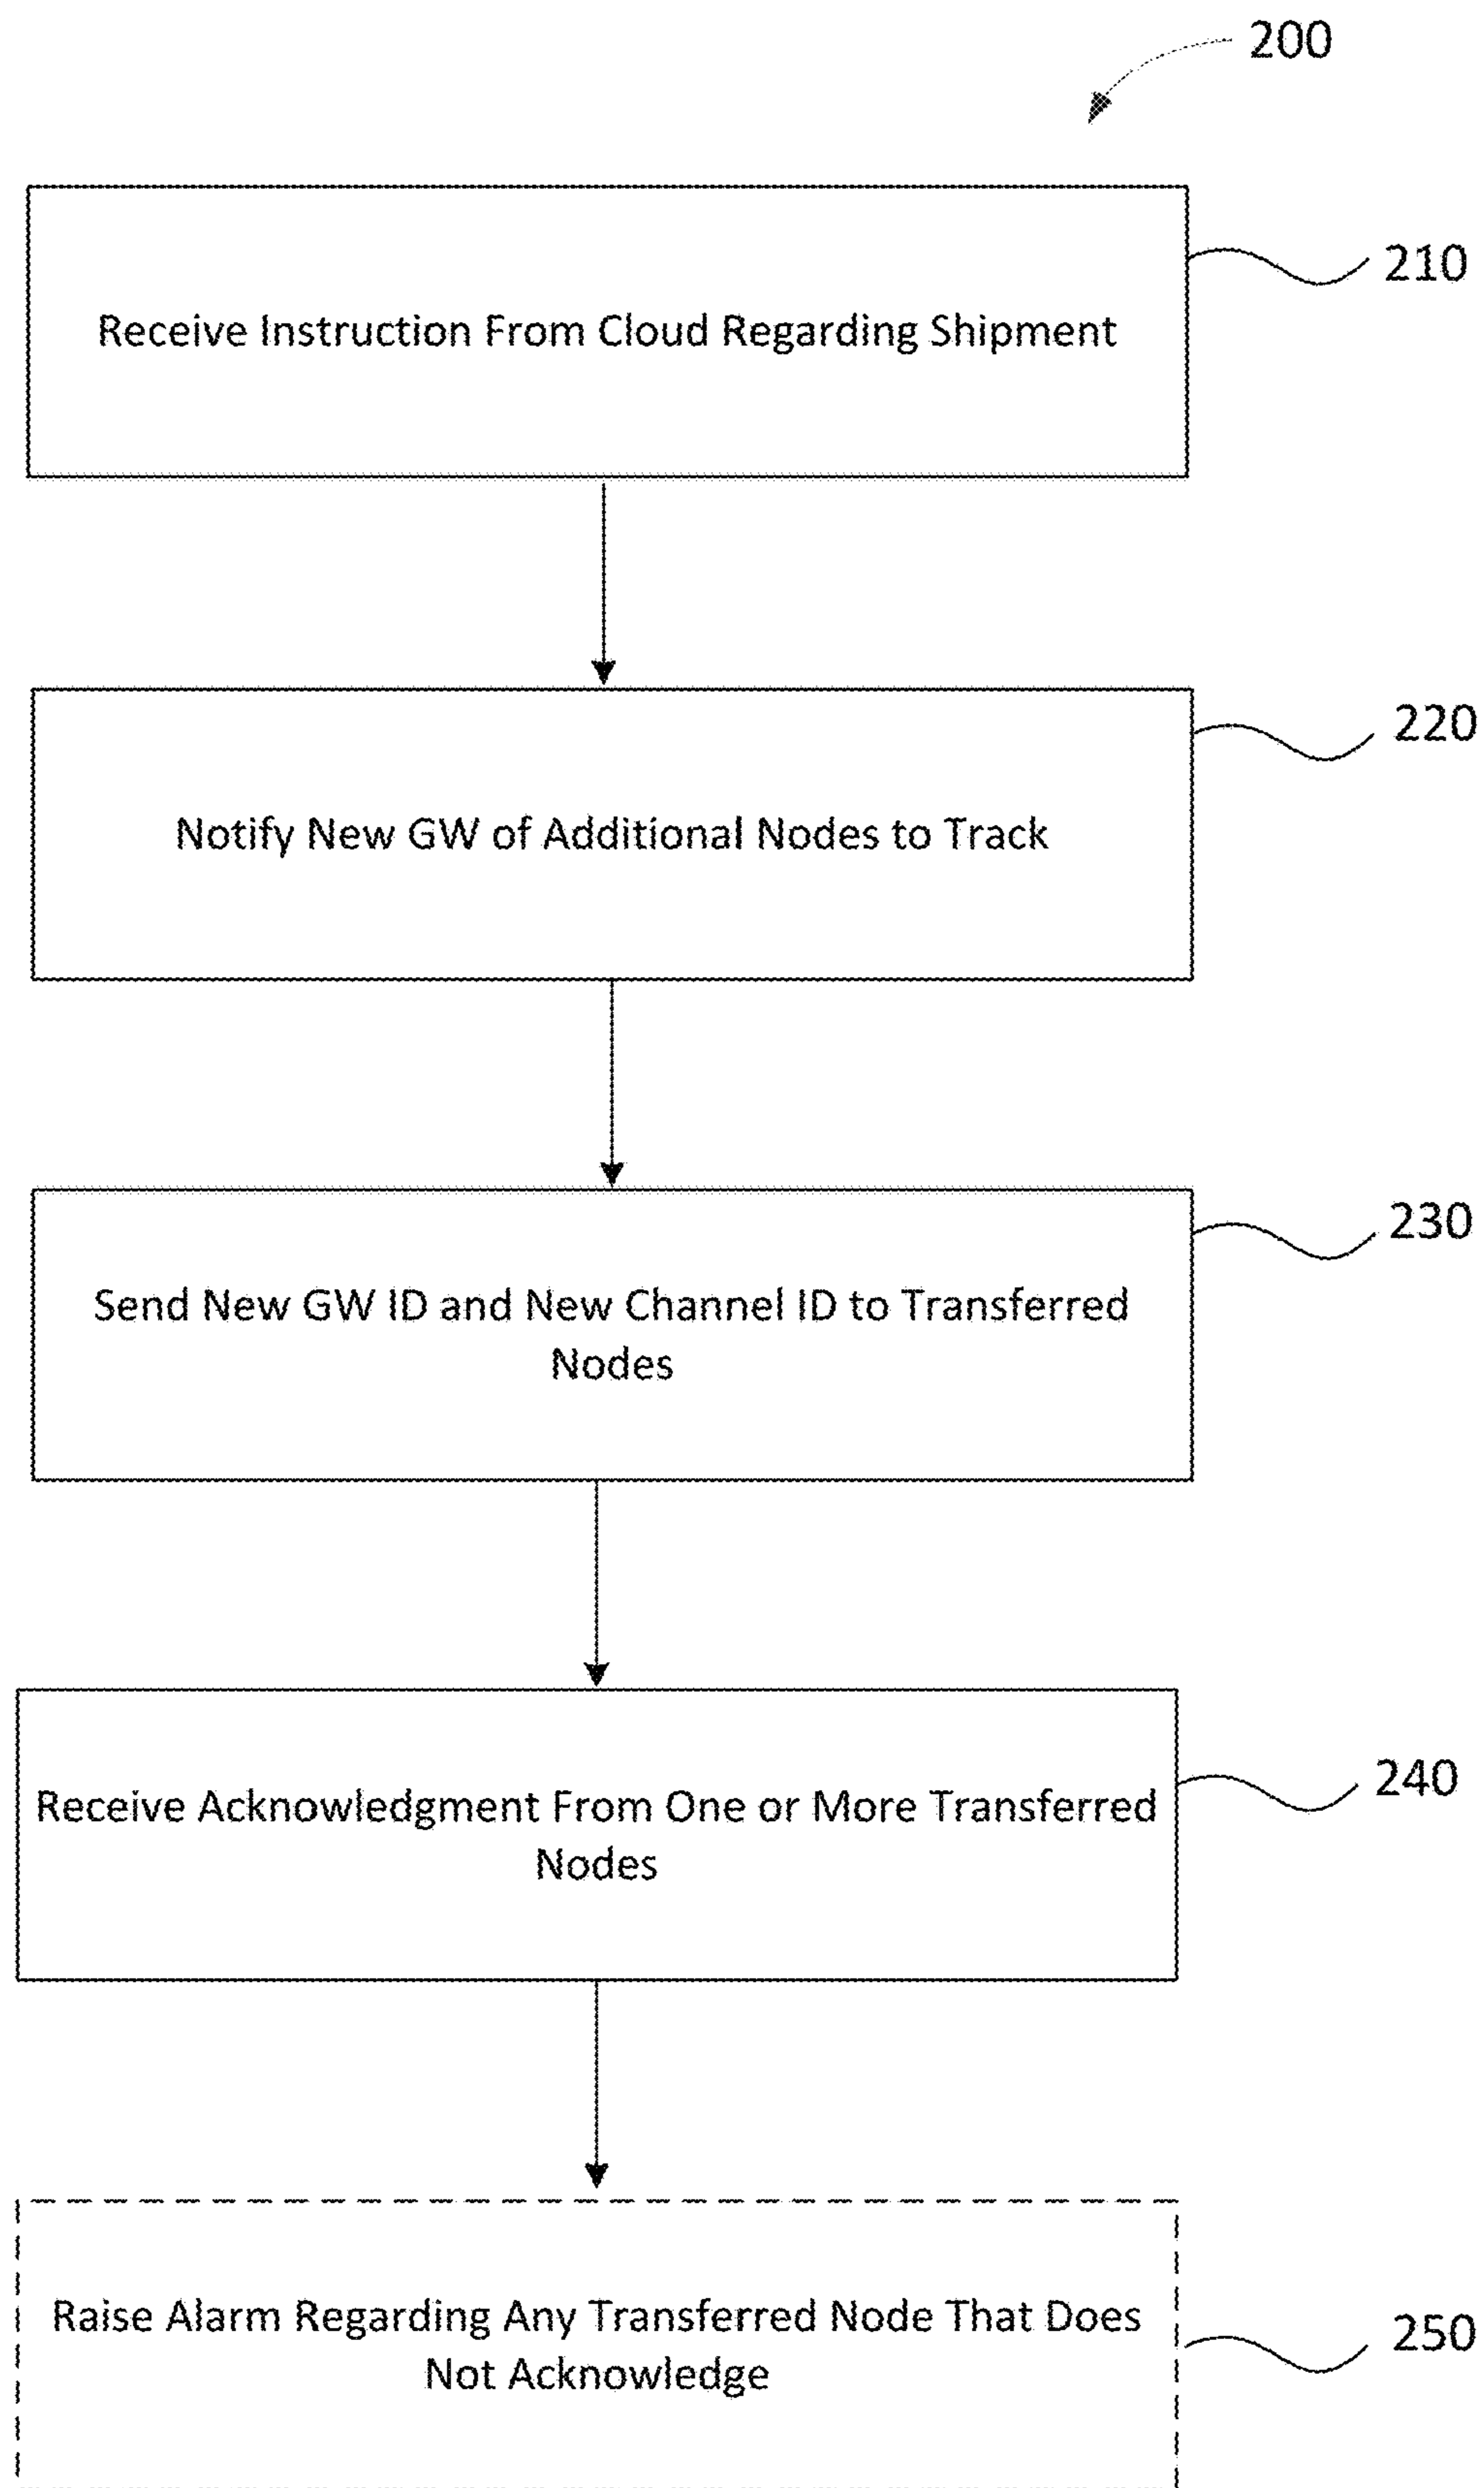 200
210
Receive Instruction From Cloud Regarding Shipment
220
Notify New GW of Additional Nodes to Track
230
Send New GW ID and New Channel ID to Transferred
Nodes
240
Receive Acknowledgment From One or More Transferred
Nodes
250
Raise Alarm Regarding Any Transferred Node That Does
Not Acknowledge